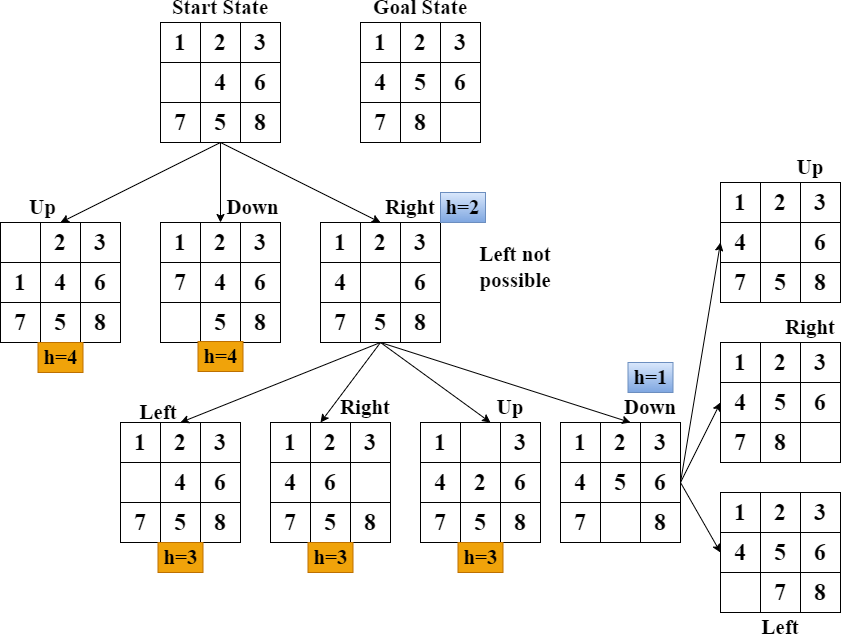 Start State
Goal State
1 2 3
4 6
7 5 8
1 2 3
4 5 6
7 8
Up
2 3
1 4 6
7 5 8
h=4
Down
1 2 3
7 4 6
5 8
h=4
Right
h=2
1 2 3
4 6
7 5 8
Left not
possible
Left
1 2 3
4 6
7 5 8
h=3
Right
1 2 3
4 6
7 5 8
h=3
Up
1 3
4 2 6
7 5 8
h=3
h=1
Down
1 2 3
4 5 6
7 8
Up
1 2 3
4 6
7 5 8
Right
1 2 3
4 5 6
7 8
1 2 3
4 5 6
7 8
Left